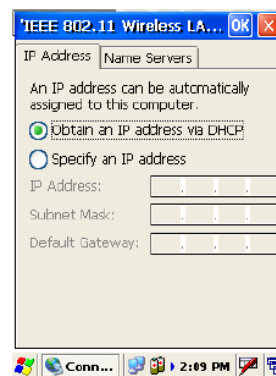 'IEEE 802.11 Wireless LA... OK
IP Address Name Servers
An IP address can be automatically
assigned to this computer.
Obtain an IP address via DHCP
Specify an IP address
IP Address:
Subnet Mask:
Default Gateway:
Conn... 2:09 PM